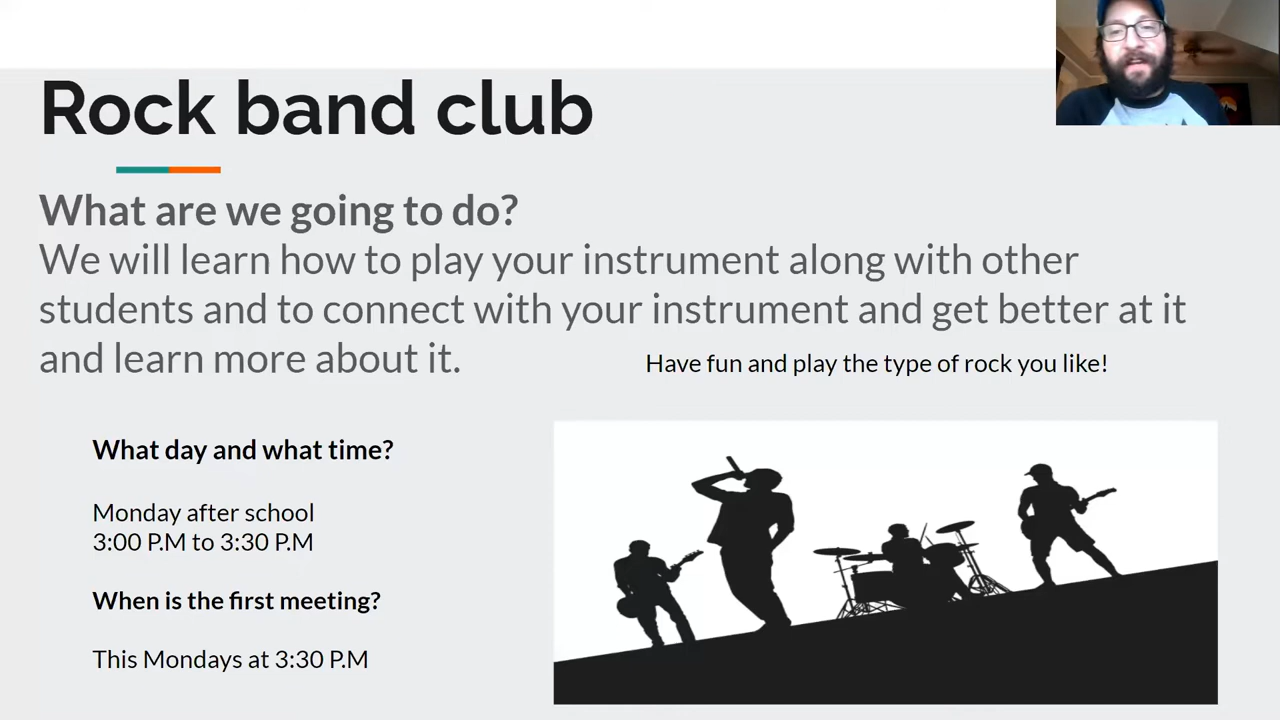 Rock band club
What are we going to do?
We will learn how to play your instrument along with other
students and to connect with your instrument and get better at it
and learn more about it.
Have fun and play the type of rock you like!
What day and what time?
Monday after school
3:00 P.M to 3:30 P.M
When is the first meeting?
This Mondays at 3:30 P.M